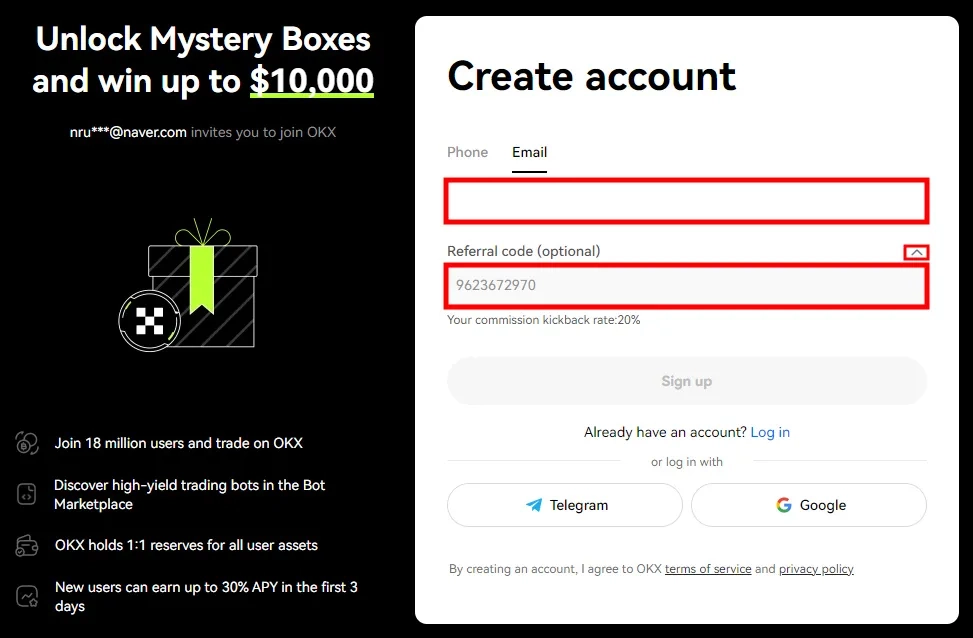 Unlock Mystery Boxes
and win up to $10,000
nru***@naver.com invites you to join OKX
Join 18 million users and trade on OKX
Discover high-yield trading bots in the Bot
Marketplace
OKX holds 1:1 reserves for all user assets
New users can earn up to 30% APY in the first 3
days
Create account
Phone Email
Referral code (optional)
9623672970
Your commission kickback rate:20%
Sign up
Already have an account? Log in
or log in with
Telegram Google
By creating an account, I agree to OKX terms of service and privacy policy